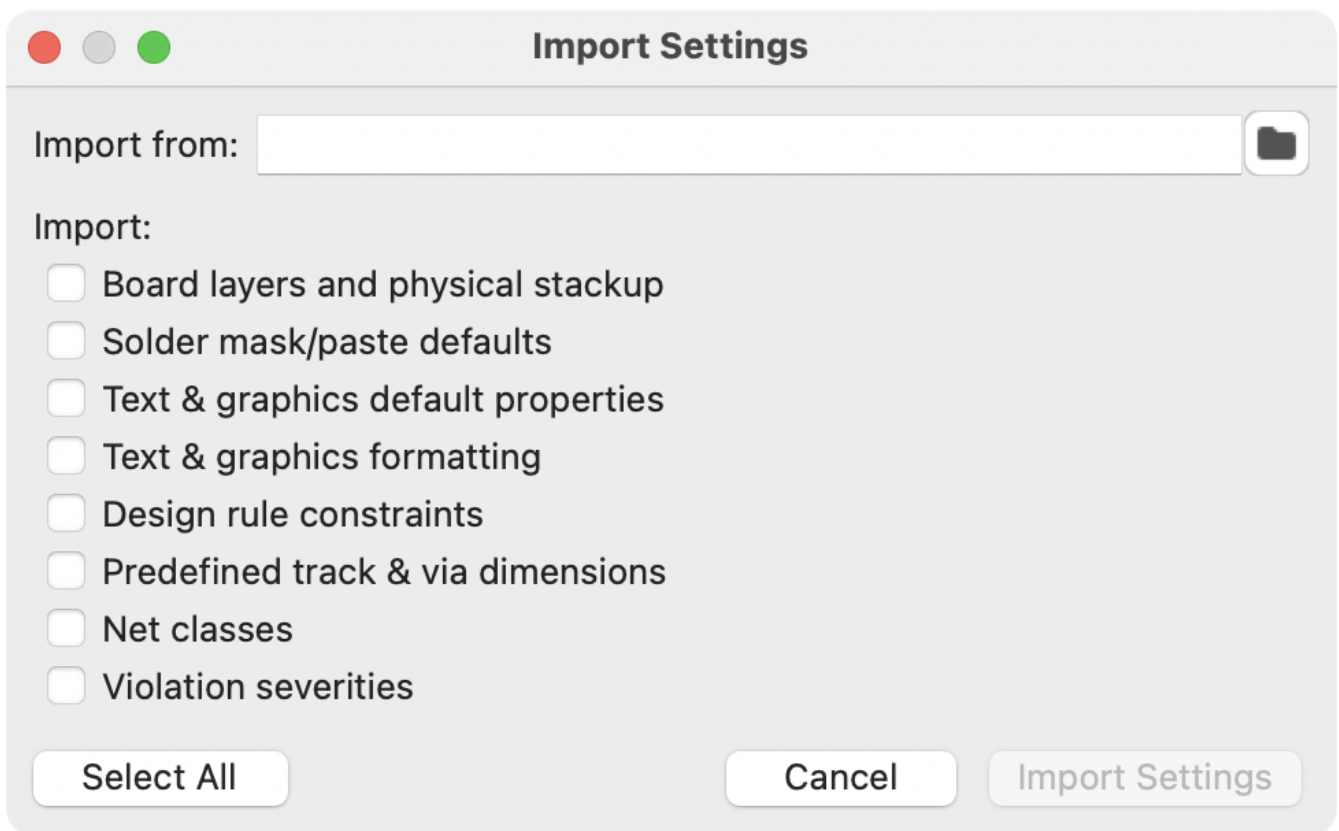 Import Settings
Import from:
Import:
Board layers and physical stackup
Solder mask/paste defaults
Text & graphics default properties
Text & graphics formatting
Design rule constraints
Predefined track & via dimensions
Net classes
Violation severities
Select All Cancel Import Settings